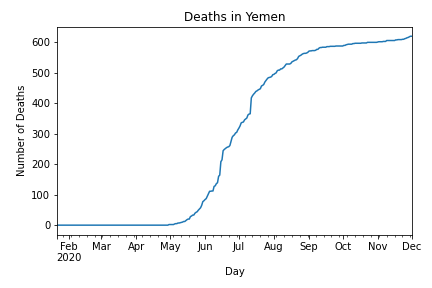 Deaths in Yemen
Number of Deaths
600
500
400
300
200
100
0
Feb Mar Apr May Jun Jul Aug Sep Oct Nov Dec
2020
Day